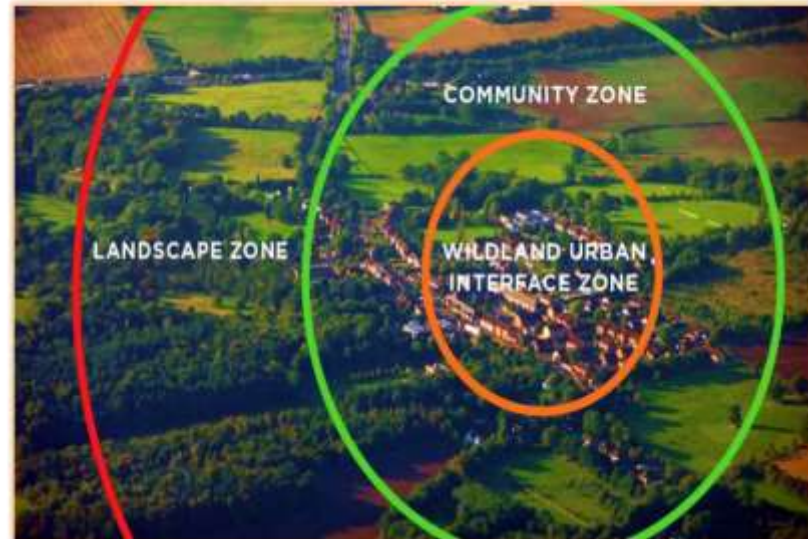 COMMUNITY ZONE
LANDSCAPE ZONE
WILDLAND URBAN
INTERFACE ZONE